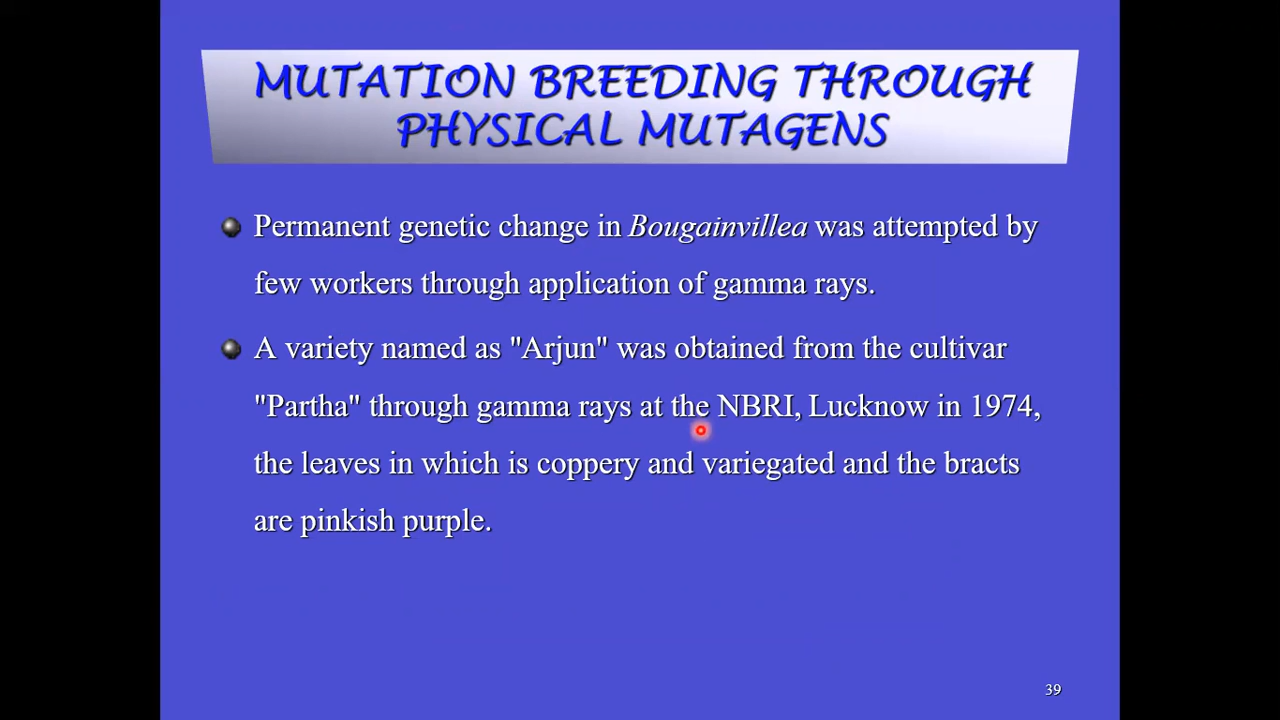 MUTATION BREEDING THROUGH
PHYSICAL MUTAGENS
Permanent genetic change in Bougainvillea was attempted by
few workers through application of gamma rays.
A variety named as "Arjun" was obtained from the cultivar
"Partha" through gamma rays at the NBRI, Lucknow in 1974,
the leaves in which is coppery and variegated and the bracts
are pinkish purple.
39